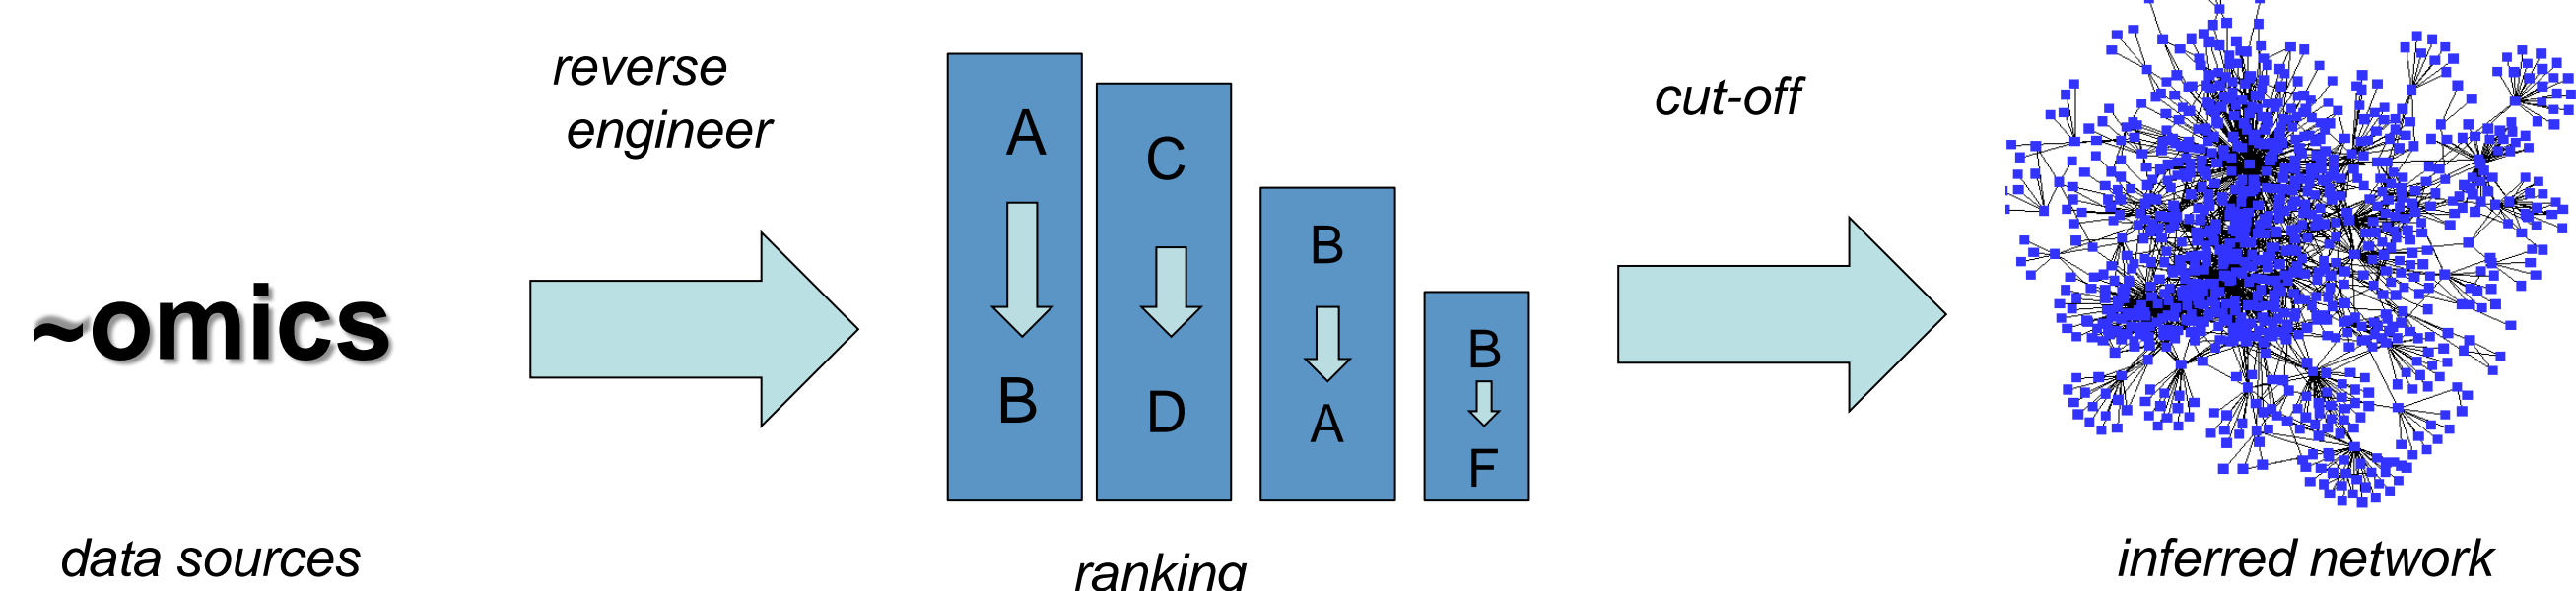 reverse
engineer
cut-off
A
B
C
D
B
A
B
F
~omics
data sources
ranking
inferred network